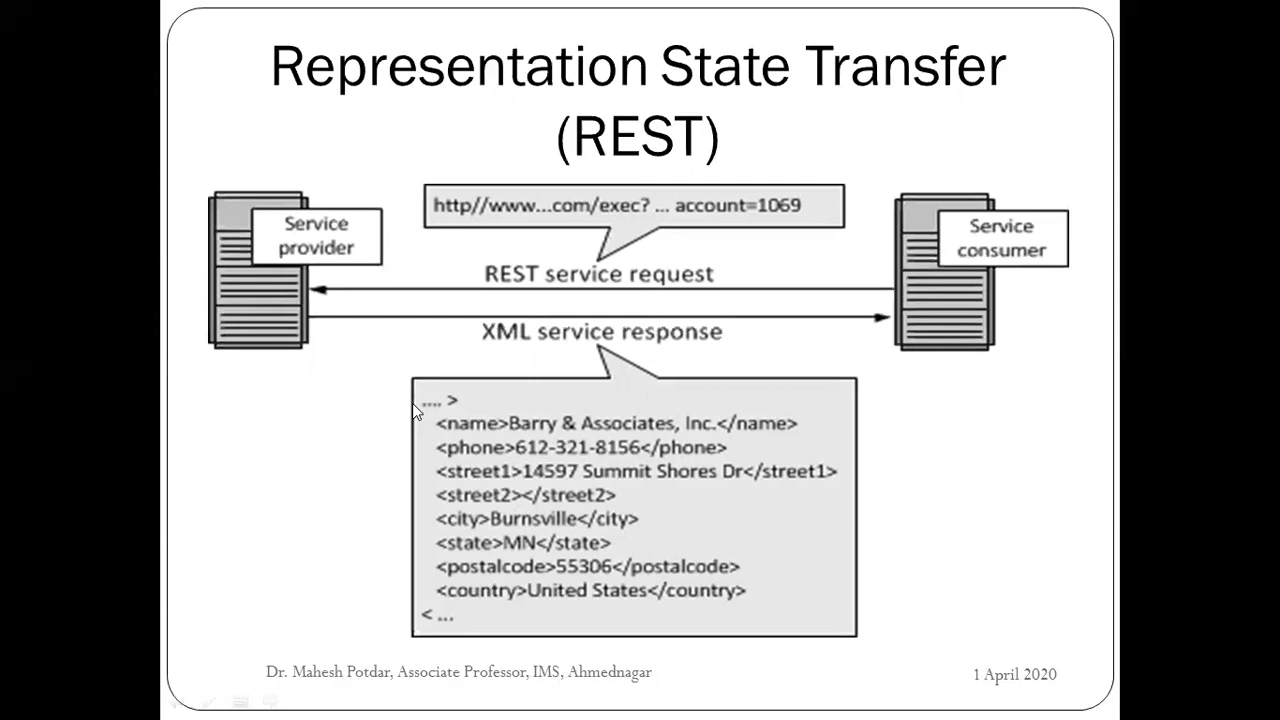 Representation State Transfer
(REST)
http//www...com/exec? ... account=1069
Service
provider
Service
consumer
REST service request
XML service response
.... >
<name>Barry & Associates, Inc.</name>
<phone>612-321-8156</phone>
<street1>14597 Summit Shores Dr</street1>
<street2></street2>
<city>Burnsville</city>
<state>MN</state>
<postalcode>55306</postalcode>
<country>United States</country>
< ...
Dr. Mahesh Potdar, Associate Professor, IMS, Ahmednagar
1 April 2020